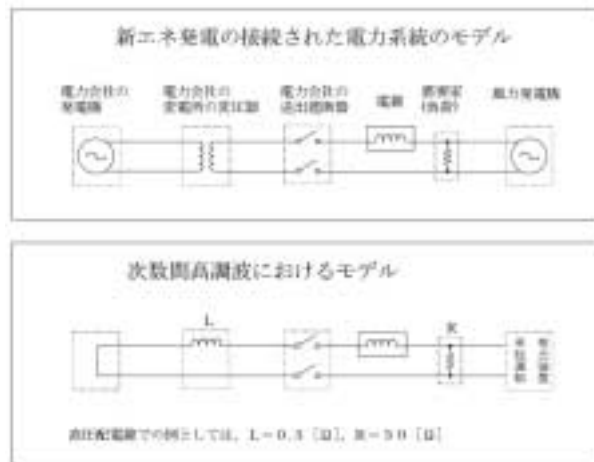 新エネ発電の接続された電力系統のモデル
電力会社の
発電機
電力会社の
変電所の変圧器
電力会社の
送出遮断器
電線
需要家
(負荷)
風力発電機
次数間高調波におけるモデル
L
R
高圧配電線での例としては、L=0.3［Ω］、R=50［Ω］